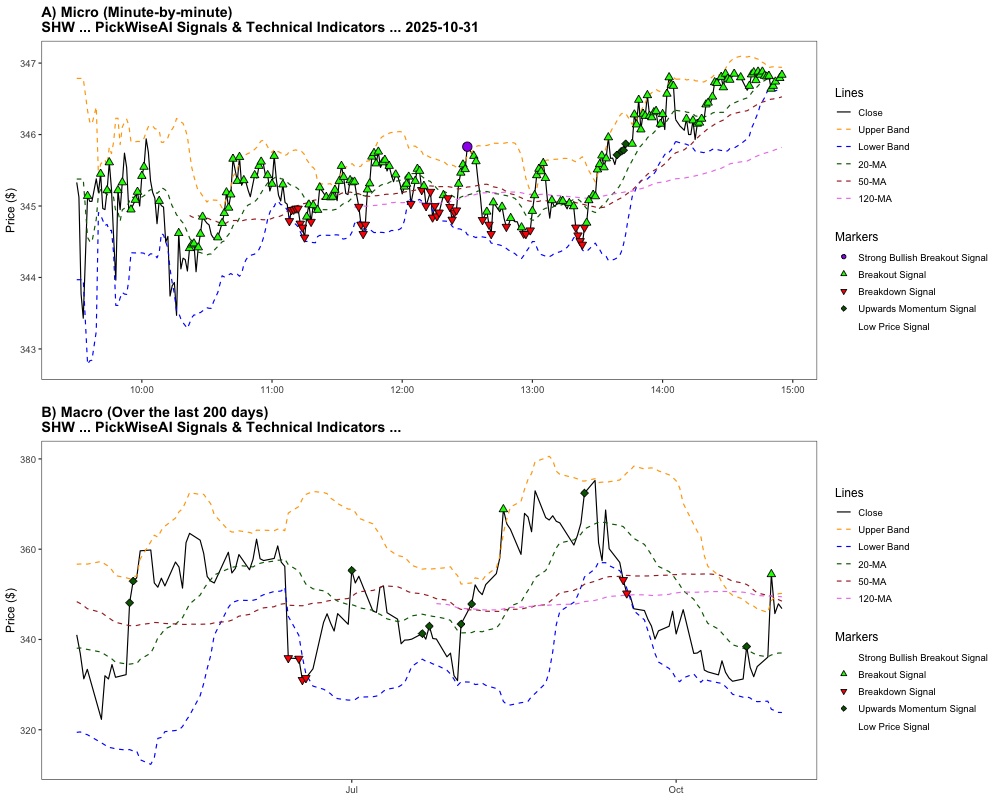 A) Micro (Minute-by-minute)
SHW ... PickWiseAI Signals & Technical Indicators ... 2025-10-31
347
346
345
344
343
Price ($)
10:00
11:00
12:00
13:00
14:00
15:00
Lines
Close
Upper Band
Lower Band
20-MA
50-MA
120-MA
Markers
Strong Bullish Breakout Signal
Breakout Signal
Breakdown Signal
Upwards Momentum Signal
Low Price Signal
B) Macro (Over the last 200 days)
SHW ... PickWiseAI Signals & Technical Indicators ...
380
360
340
320
Price ($)
Jul
Oct
Lines
Close
Upper Band
Lower Band
20-MA
50-MA
120-MA
Markers
Strong Bullish Breakout Signal
Breakout Signal
Breakdown Signal
Upwards Momentum Signal
Low Price Signal